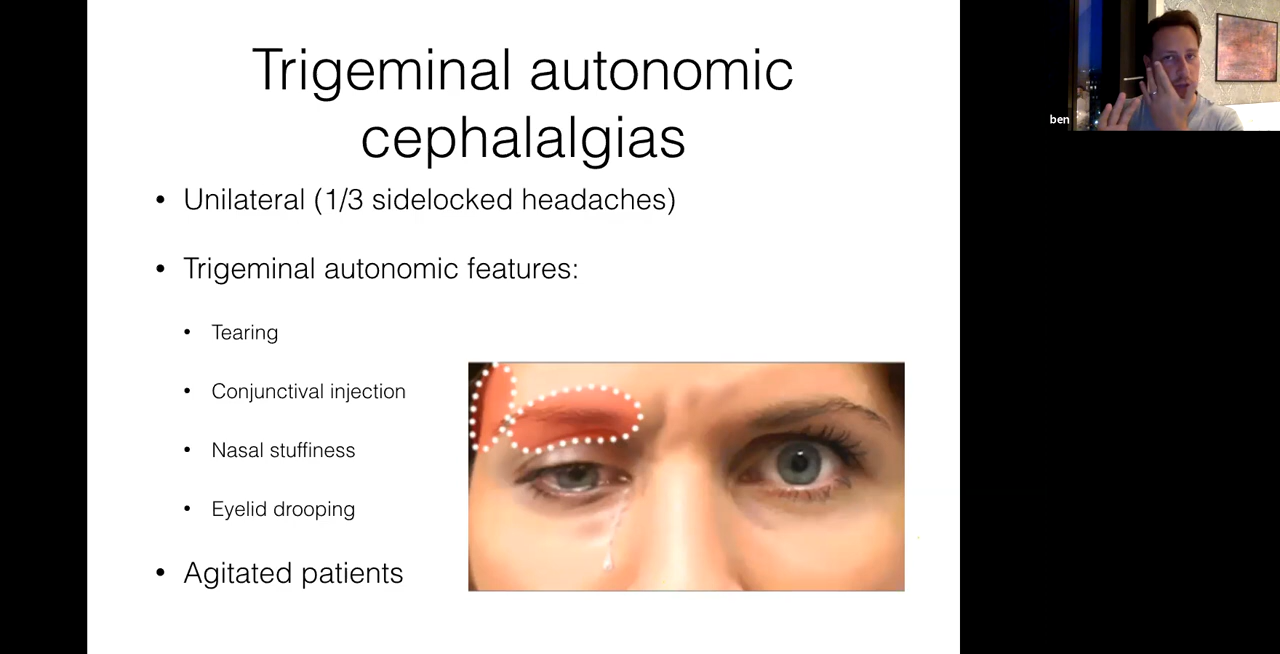 Trigeminal autonomic
cephalalgias
• Unilateral (1/3 sidelocked headaches)
• Trigeminal autonomic features:
• Tearing
• Conjunctival injection
• Nasal stuffiness
• Eyelid drooping
• Agitated patients
ben